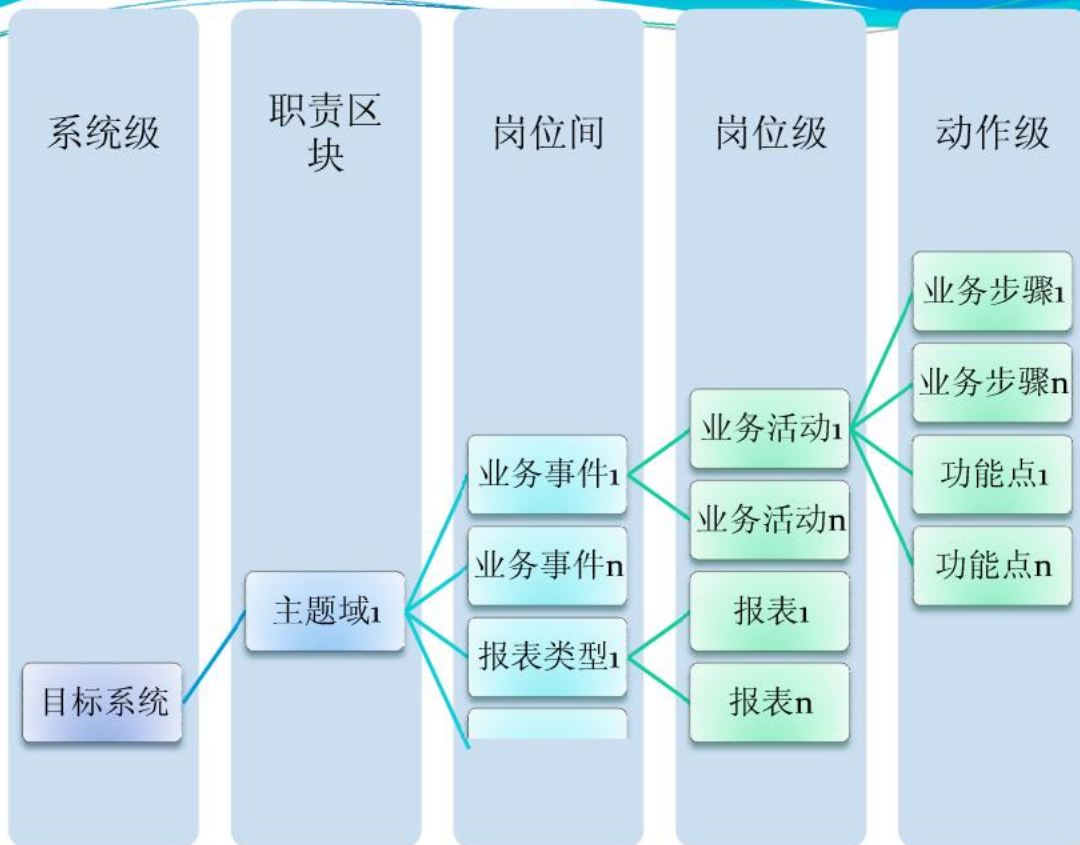 系统级
职责区
块
岗位间
岗位级
动作级
目标系统
主题域1
业务事件1
业务事件n
报表类型1
业务活动1
业务活动n
报表1
报表n
业务步骤1
业务步骤n
功能点1
功能点n